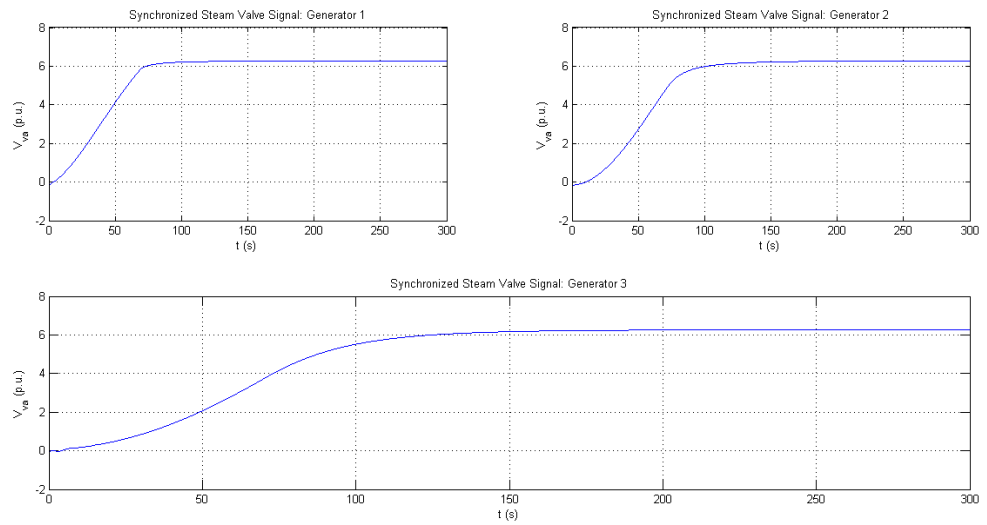 Synchronized Steam Valve Signal: Generator 1
8
6
4
2
0
-2
V_va (p.u.)
0 50 100 150 200 250 300
t (s)
Synchronized Steam Valve Signal: Generator 2
8
6
4
2
0
-2
V_va (p.u.)
0 50 100 150 200 250 300
t (s)
Synchronized Steam Valve Signal: Generator 3
8
6
4
2
0
-2
V_va (p.u.)
0 50 100 150 200 250 300
t (s)